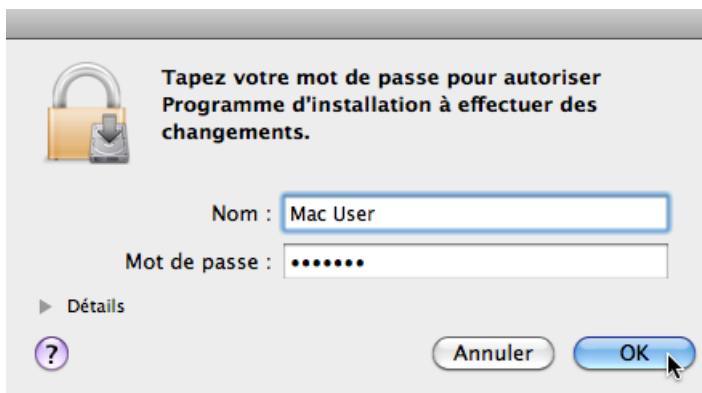 Tapez votre mot de passe pour autoriser
Programme d'installation à effectuer des
changements.
Nom : Mac User
Mot de passe : •••••••
Détails
?
Annuler OK